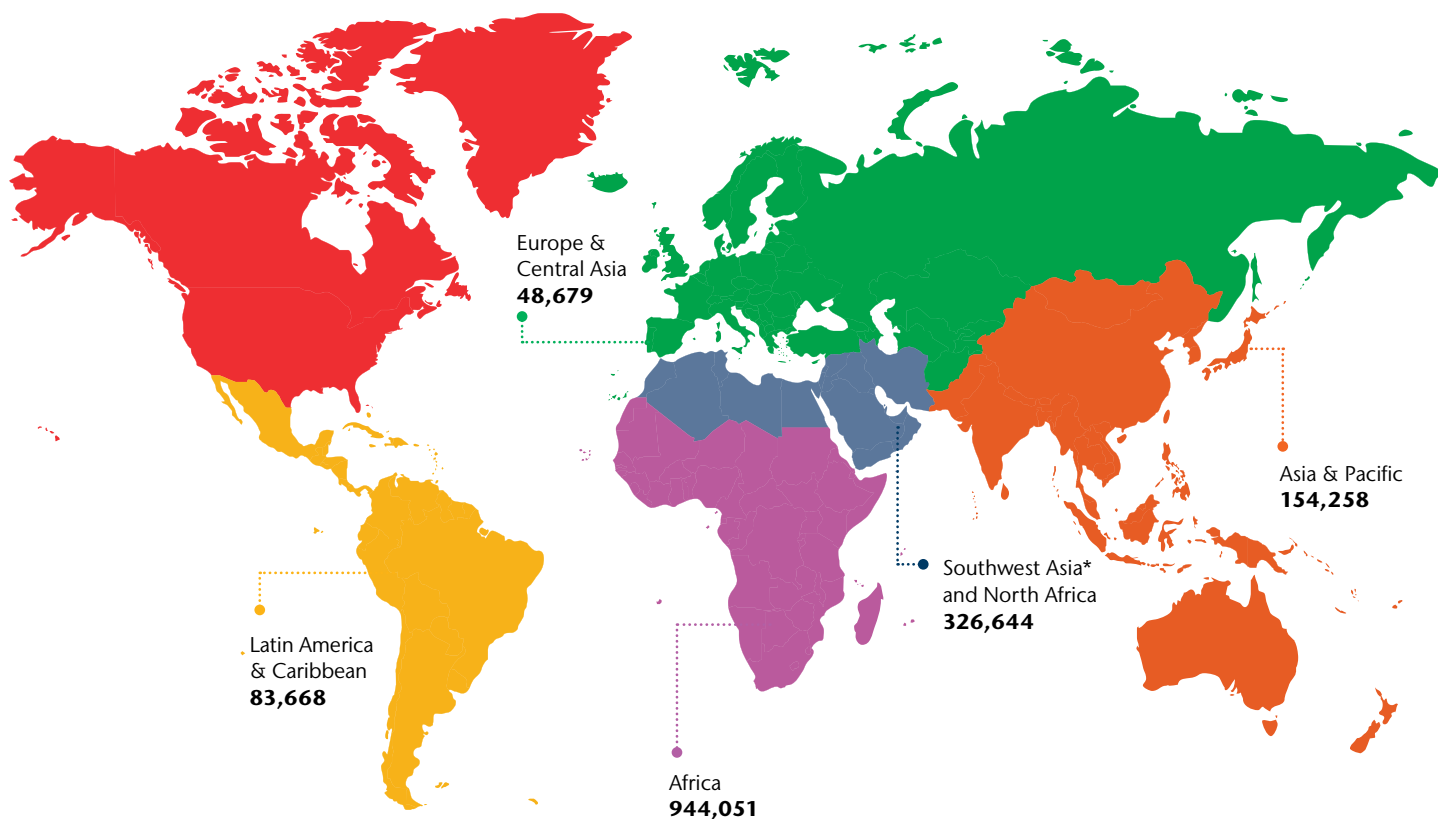 Europe &
Central Asia
48,679
Asia & Pacific
154,258
Southwest Asia*
and North Africa
326,644
Latin America
& Caribbean
83,668
Africa
944,051